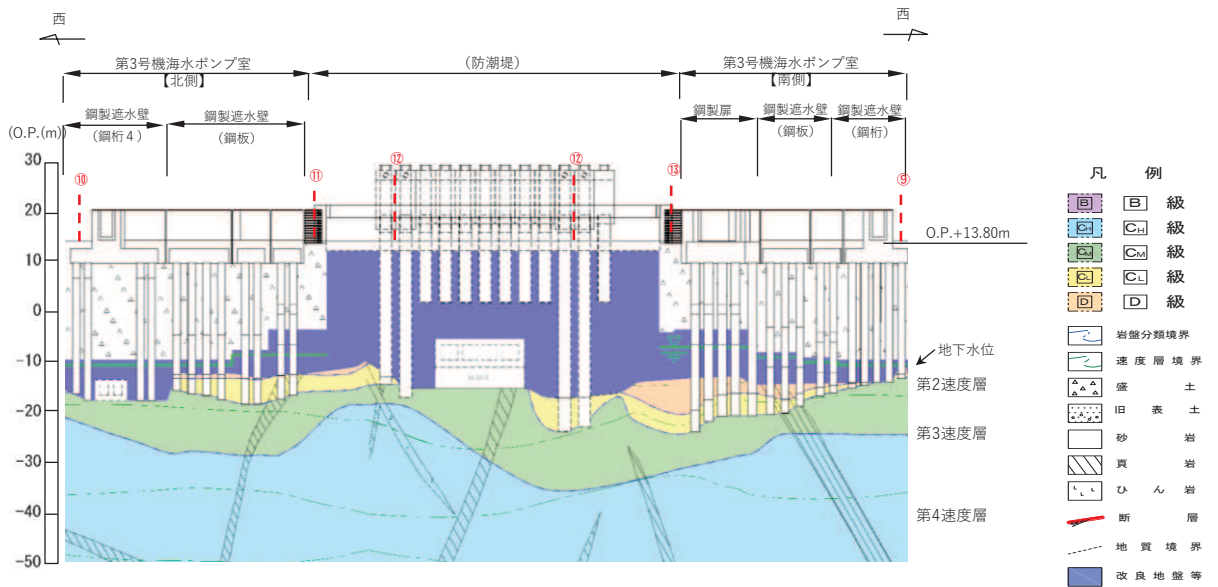 西
西
第3号機海水ポンプ室
【北側】
(防潮堤)
第3号機海水ポンプ室
【南側】
鋼製遮水壁
(鋼桁4)
鋼製遮水壁
(鋼板)
鋼製扉
鋼製遮水壁
(鋼板)
鋼製遮水壁
(鋼桁)
(O.P.(m))
30
20
10
0
-10
-20
-30
-40
-50
⑩
⑪
⑫
⑫
⑬
⑨
O.P.+13.80m
地下水位
第2速度層
第3速度層
第4速度層
凡 例
B B 級
CH CH 級
CM CM 級
CL CL 級
D D 級
岩盤分類境界
速度層境界
盛 土
旧 表 土
砂 岩
頁 岩
ひ ん 岩
断 層
地 質 境 界
改 良 地 盤 等